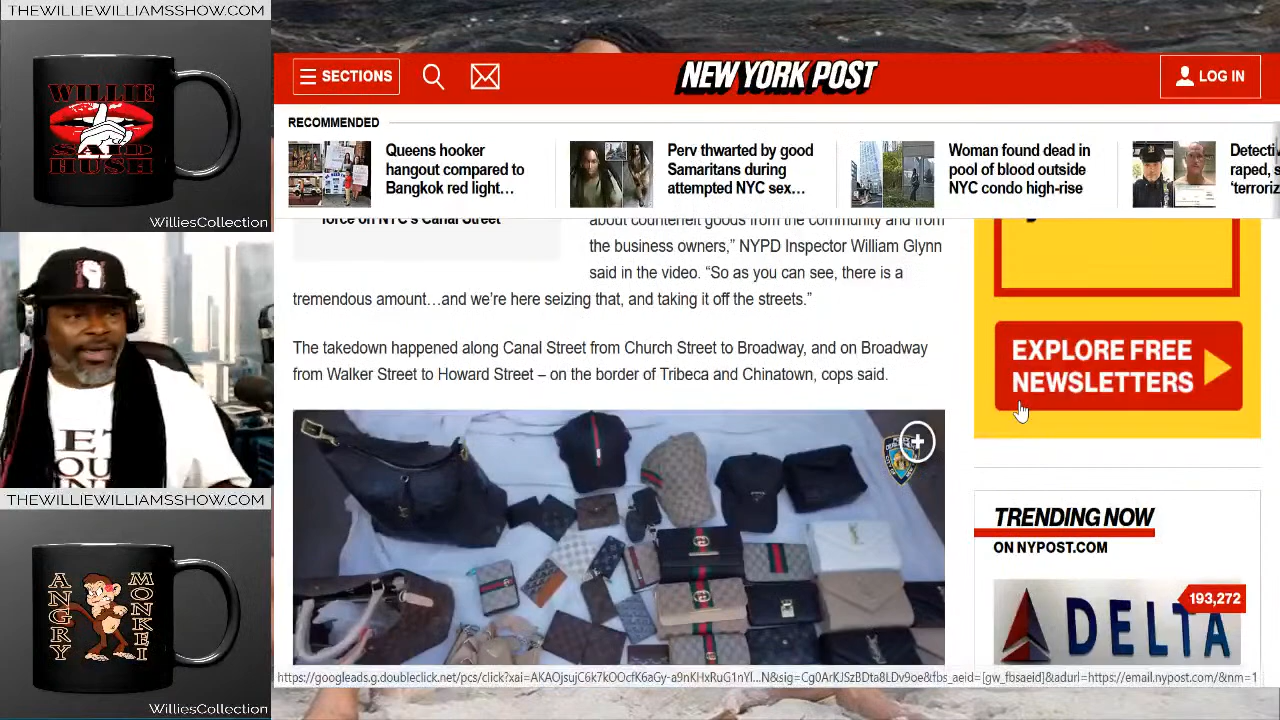 THEWILLIEWILLIAMSSHOW.COM
WILLIE
SAID
HUSH
WilliesCollection
THEWILLIEWILLIAMSSHOW.COM
ANGRY
MONKEI
WilliesCollection
SECTIONS
NEW YORK POST
LOG IN
RECOMMENDED
Queens hooker
hangout compared to
Bangkok red light…
Perv thwarted by good
Samaritans during
attempted NYC sex…
Woman found dead in
pool of blood outside
NYC condo high-rise
Detecti
raped, s
'terroriz
force on NYC's Canal Street
about counterfeit goods from the community and from
the business owners,” NYPD Inspector William Glynn
said in the video. “So as you can see, there is a
tremendous amount…and we’re here seizing that, and taking it off the streets.”
The takedown happened along Canal Street from Church Street to Broadway, and on Broadway
from Walker Street to Howard Street – on the border of Tribeca and Chinatown, cops said.
EXPLORE FREE
NEWSLETTERS
TRENDING NOW
ON NYPOST.COM
193,272
DELTA